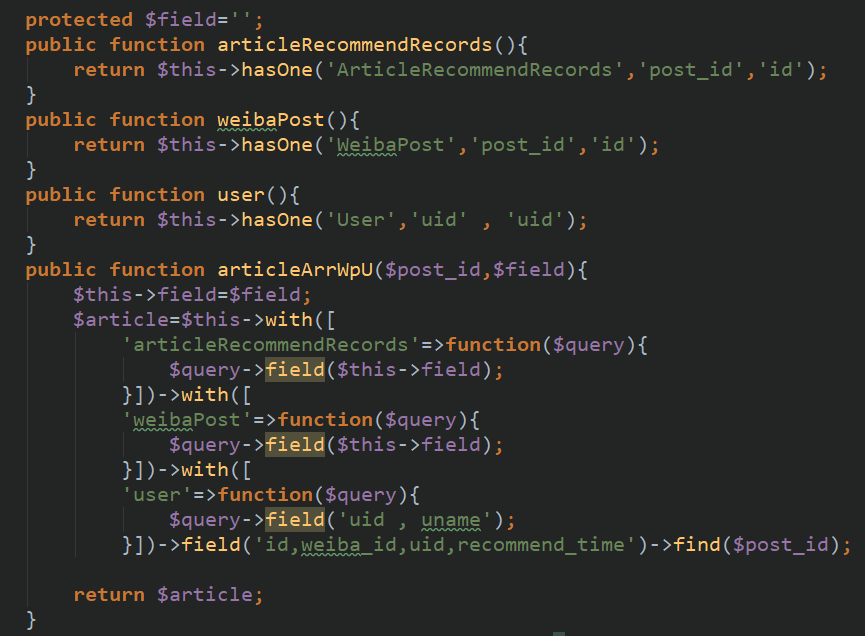 protected $field='';
public function articleRecommendRecords(){
    return $this->hasOne('ArticleRecommendRecords','post_id','id');
}
public function weibaPost(){
    return $this->hasOne('WeibaPost','post_id','id');
}
public function user(){
    return $this->hasOne('User','uid' , 'uid');
}
public function articleArrWpU($post_id,$field){
    $this->field=$field;
    $article=$this->with([
        'articleRecommendRecords'=>function($query){
            $query->field($this->field);
        }])->with([
        'weibaPost'=>function($query){
            $query->field($this->field);
        }])->with([
        'user'=>function($query){
            $query->field('uid , uname');
        }])->field('id,weiba_id,uid,recommend_time')->find($post_id);
    return $article;
}